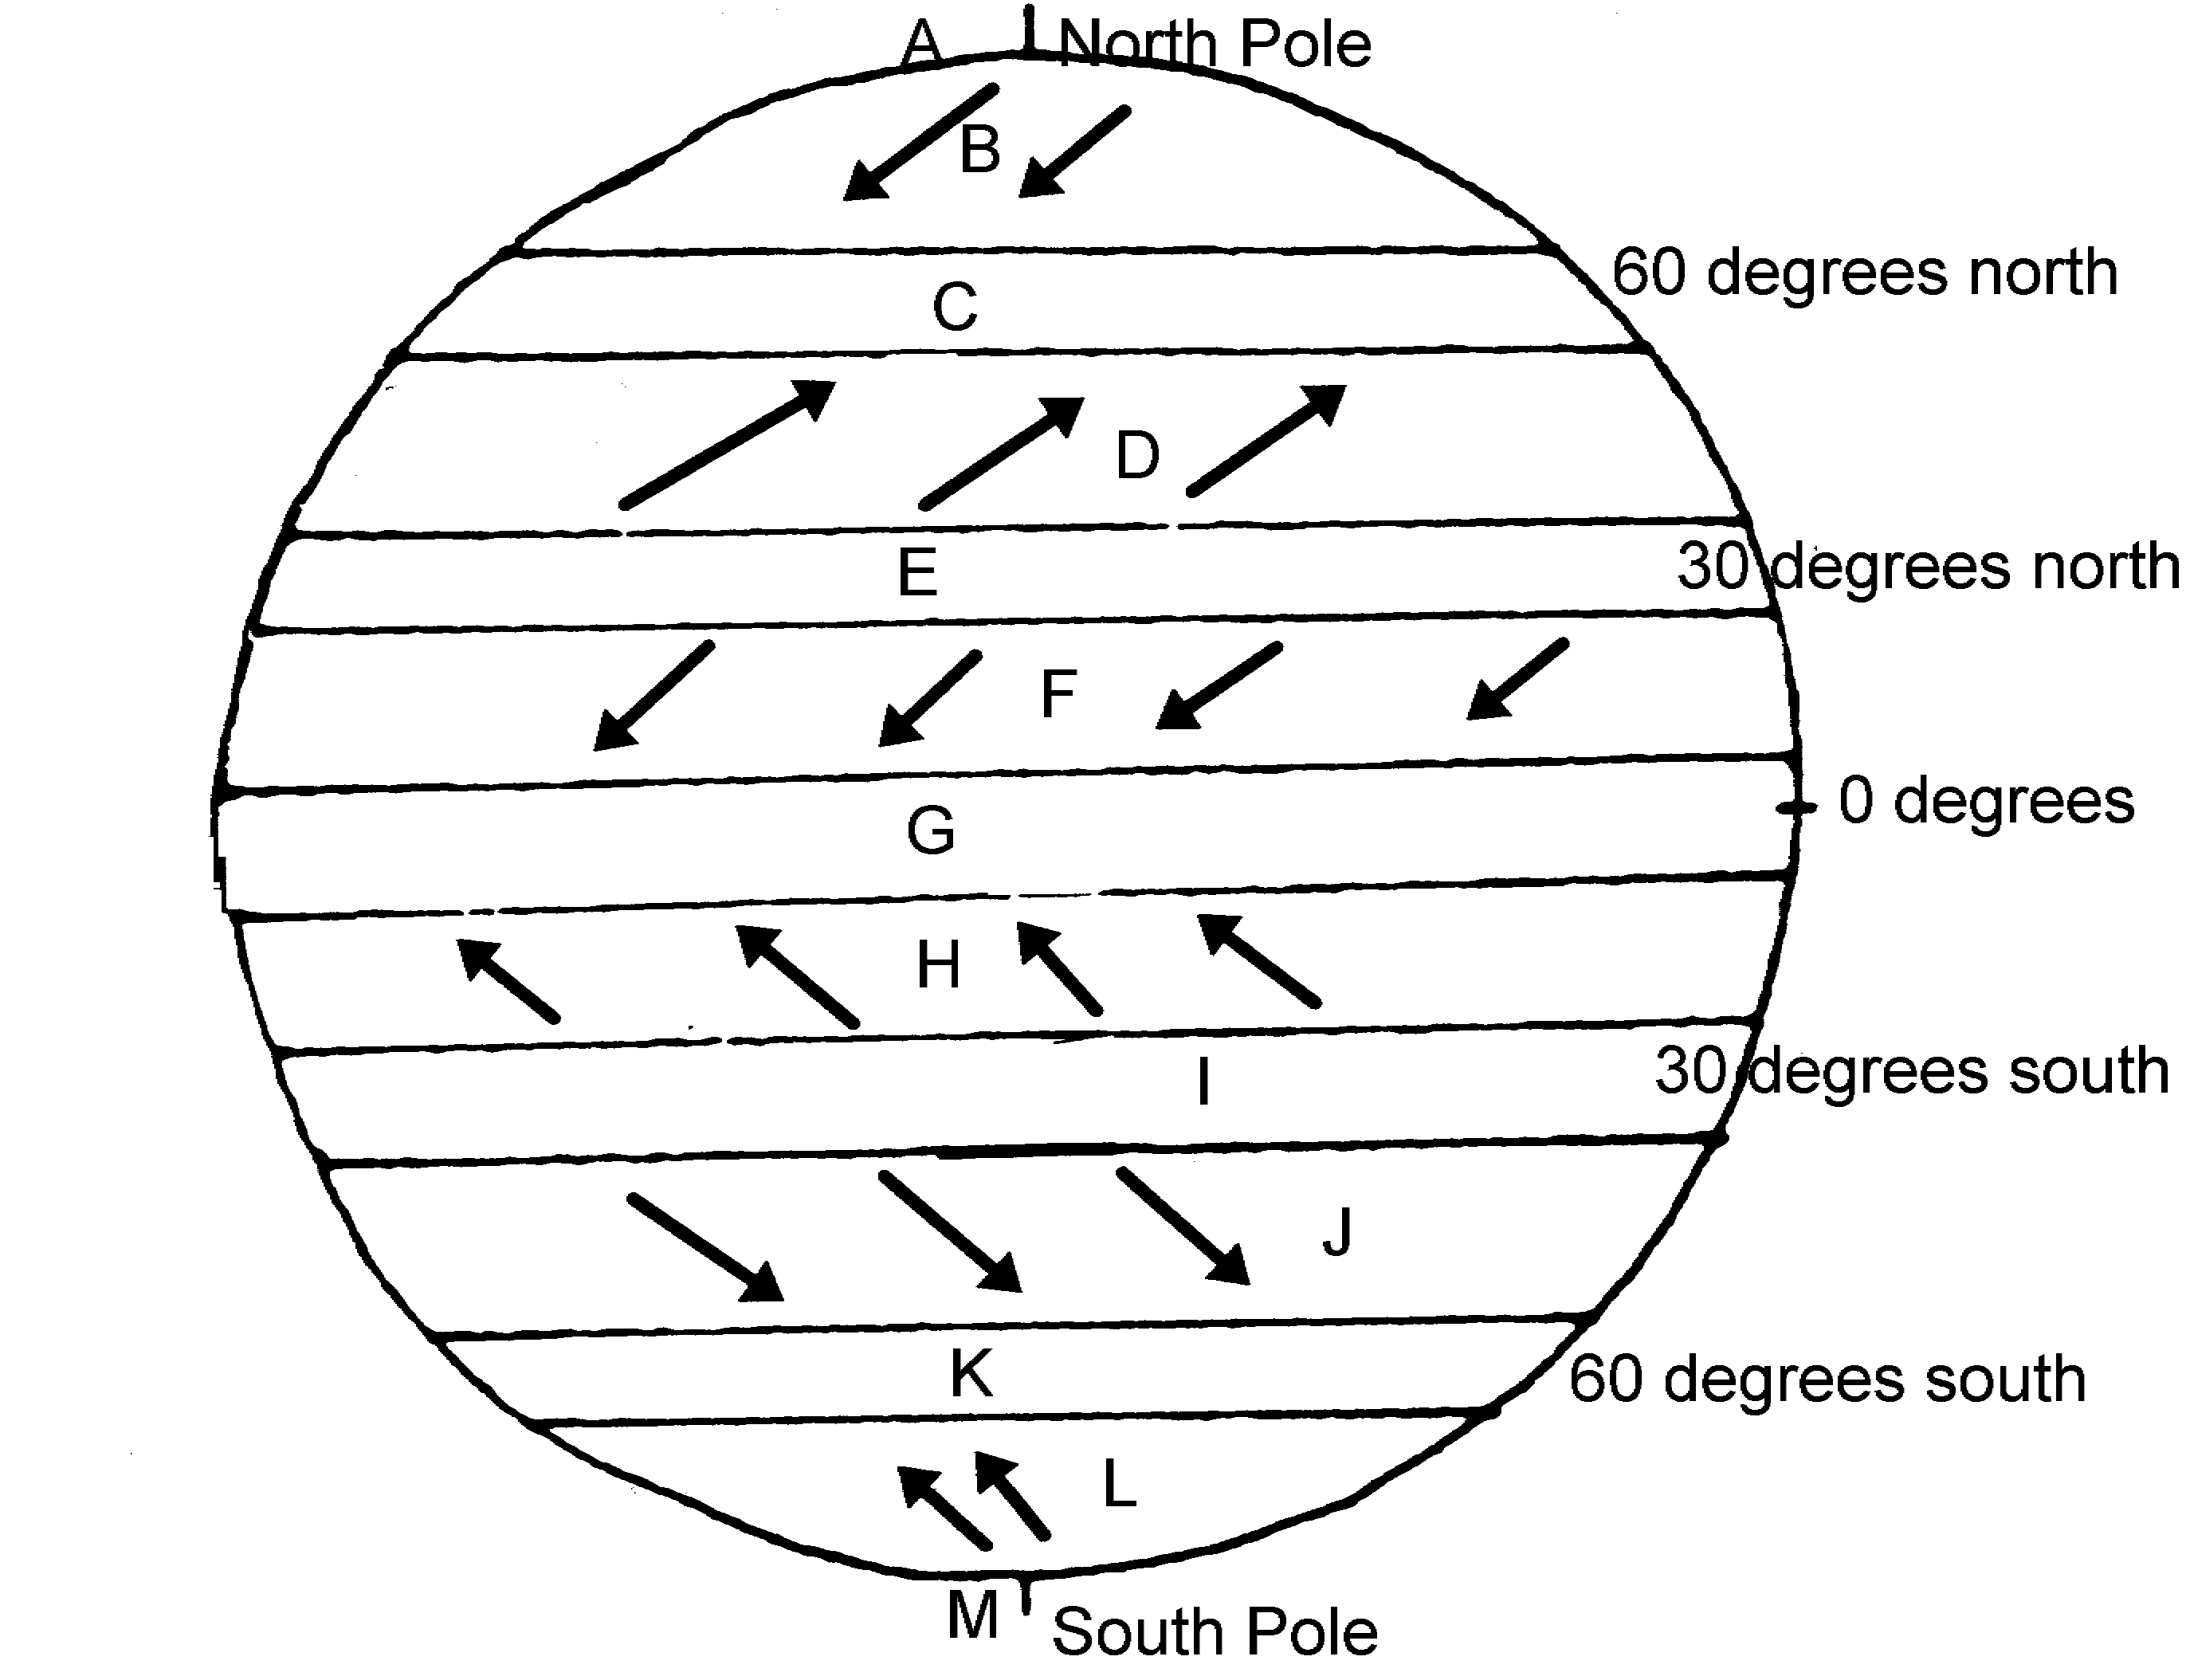 A North Pole
B
60 degrees north
C
D
E 30 degrees north
F
0 degrees
G
H
30 degrees south
I
J
K 60 degrees south
L
M South Pole